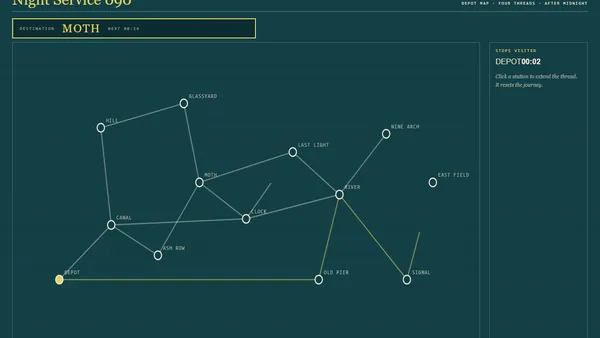 Night Service 090
DEPOT MAP · FOUR THREADS · AFTER MIDNIGHT
DESTINATION MOTH NEXT 00:14
STOPS VISITED
DEPOT00:02
Click a station to extend the thread.
R resets the journey.
GLASSYARD
HILL
NINE ARCH
LAST LIGHT
MOTH
EAST FIELD
RIVER
CLOCK
CANAL
ASH ROW
DEPOT
OLD PIER
SIGNAL